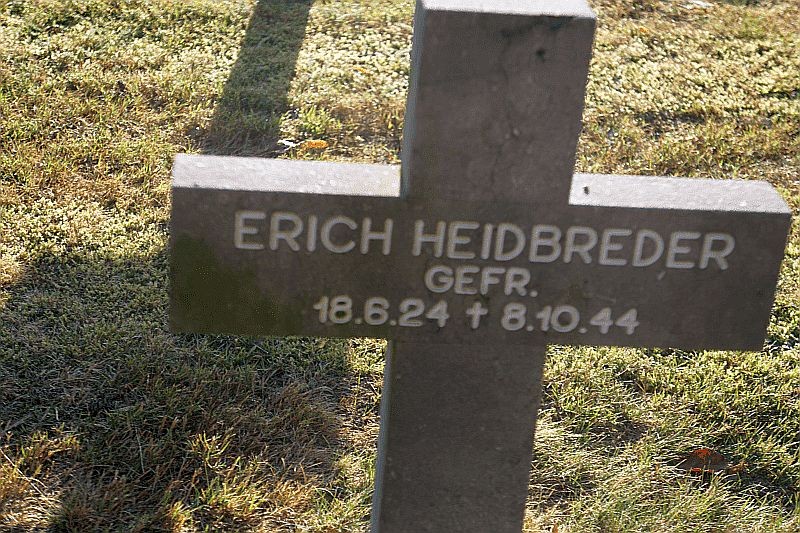 ERICH HEIDBREDER
GEFR.
18.6.24 † 8.10.44